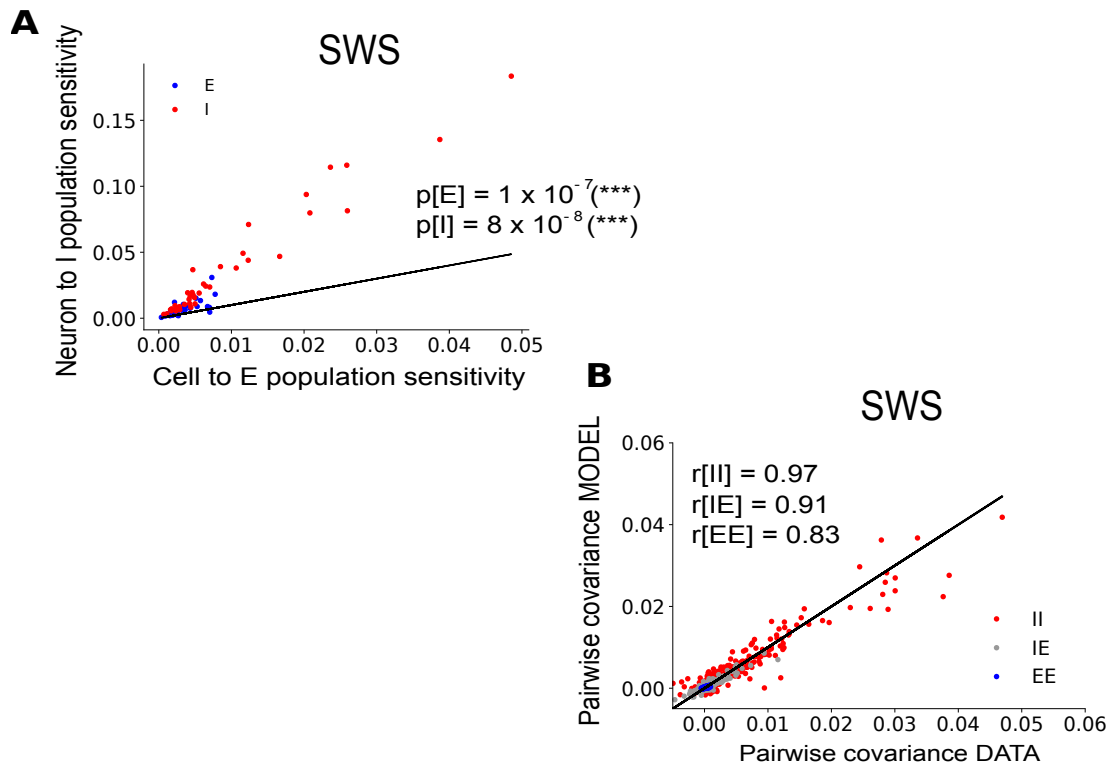 A
SWS
Neuron to I population sensitivity
E
I
0.15
0.10
0.05
0.00
p[E] = 1 x 10⁻⁷(***)
p[I] = 8 x 10⁻⁸(***)
0.00 0.01 0.02 0.03 0.04 0.05
Cell to E population sensitivity
B
SWS
Pairwise covariance MODEL
0.06
0.04
0.02
0.00
r[II] = 0.97
r[IE] = 0.91
r[EE] = 0.83
II
IE
EE
0.00 0.01 0.02 0.03 0.04 0.05 0.06
Pairwise covariance DATA